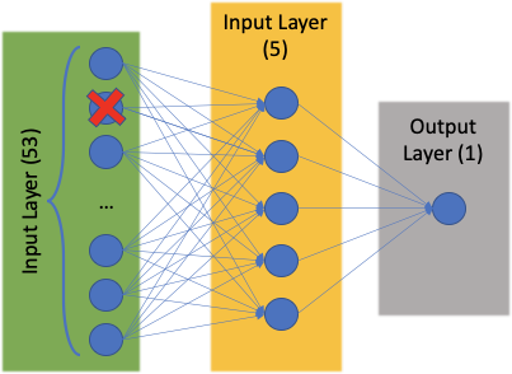 Input Layer (53)
...
Input Layer
(5)
Output
Layer (1)